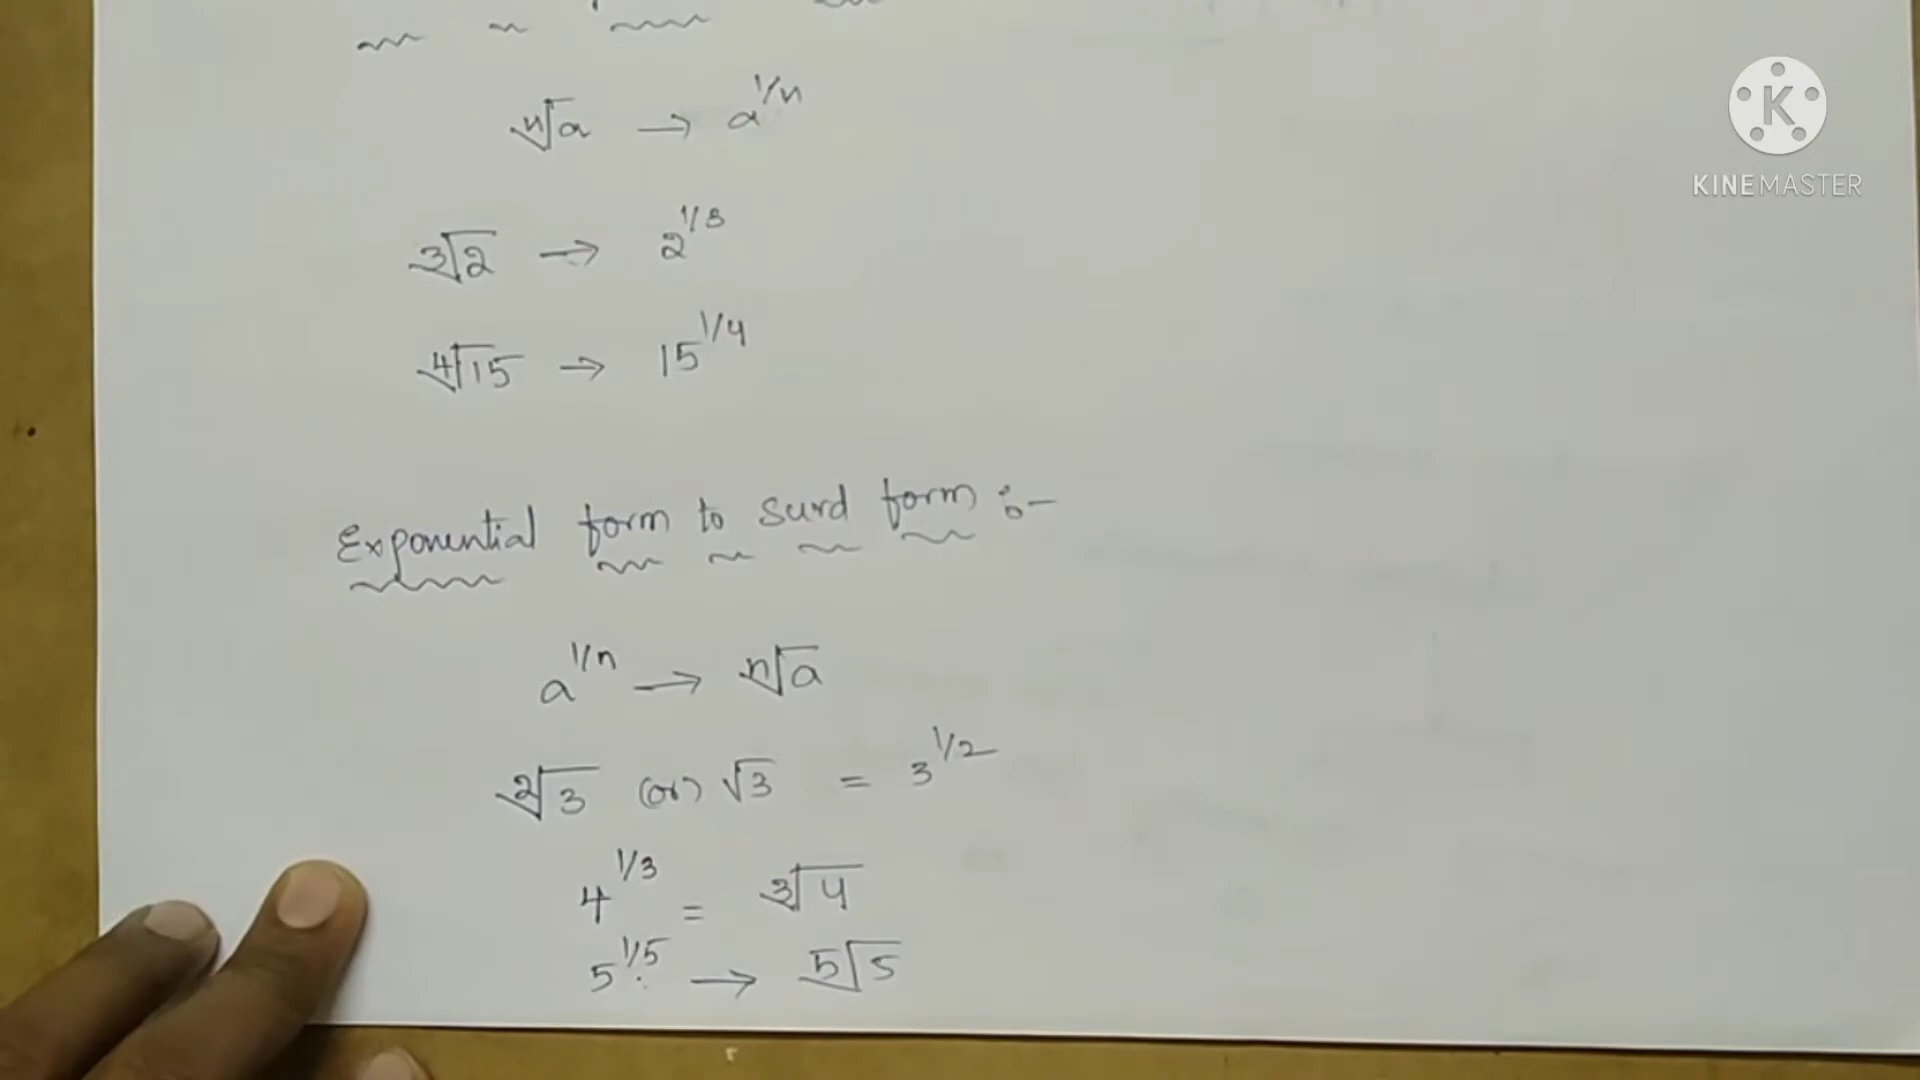 ⁿ√a → a^1/n
K
KINEMASTER
³√2 → 2^1/3
⁴√15 → 15^1/4
Exponential form to surd form :-
a^1/n → ⁿ√a
²√3 (or) √3 = 3^1/2
4^1/3 = ³√4
5^1/5 → ⁵√5